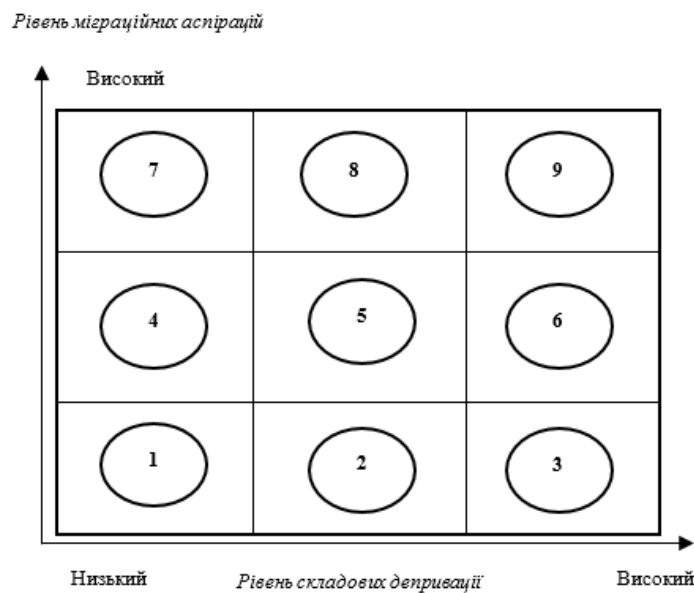 Рівень міграційних аспірацій
Високий
7 8 9
4 5 6
1 2 3
Низький Рівень складових депривації Високий